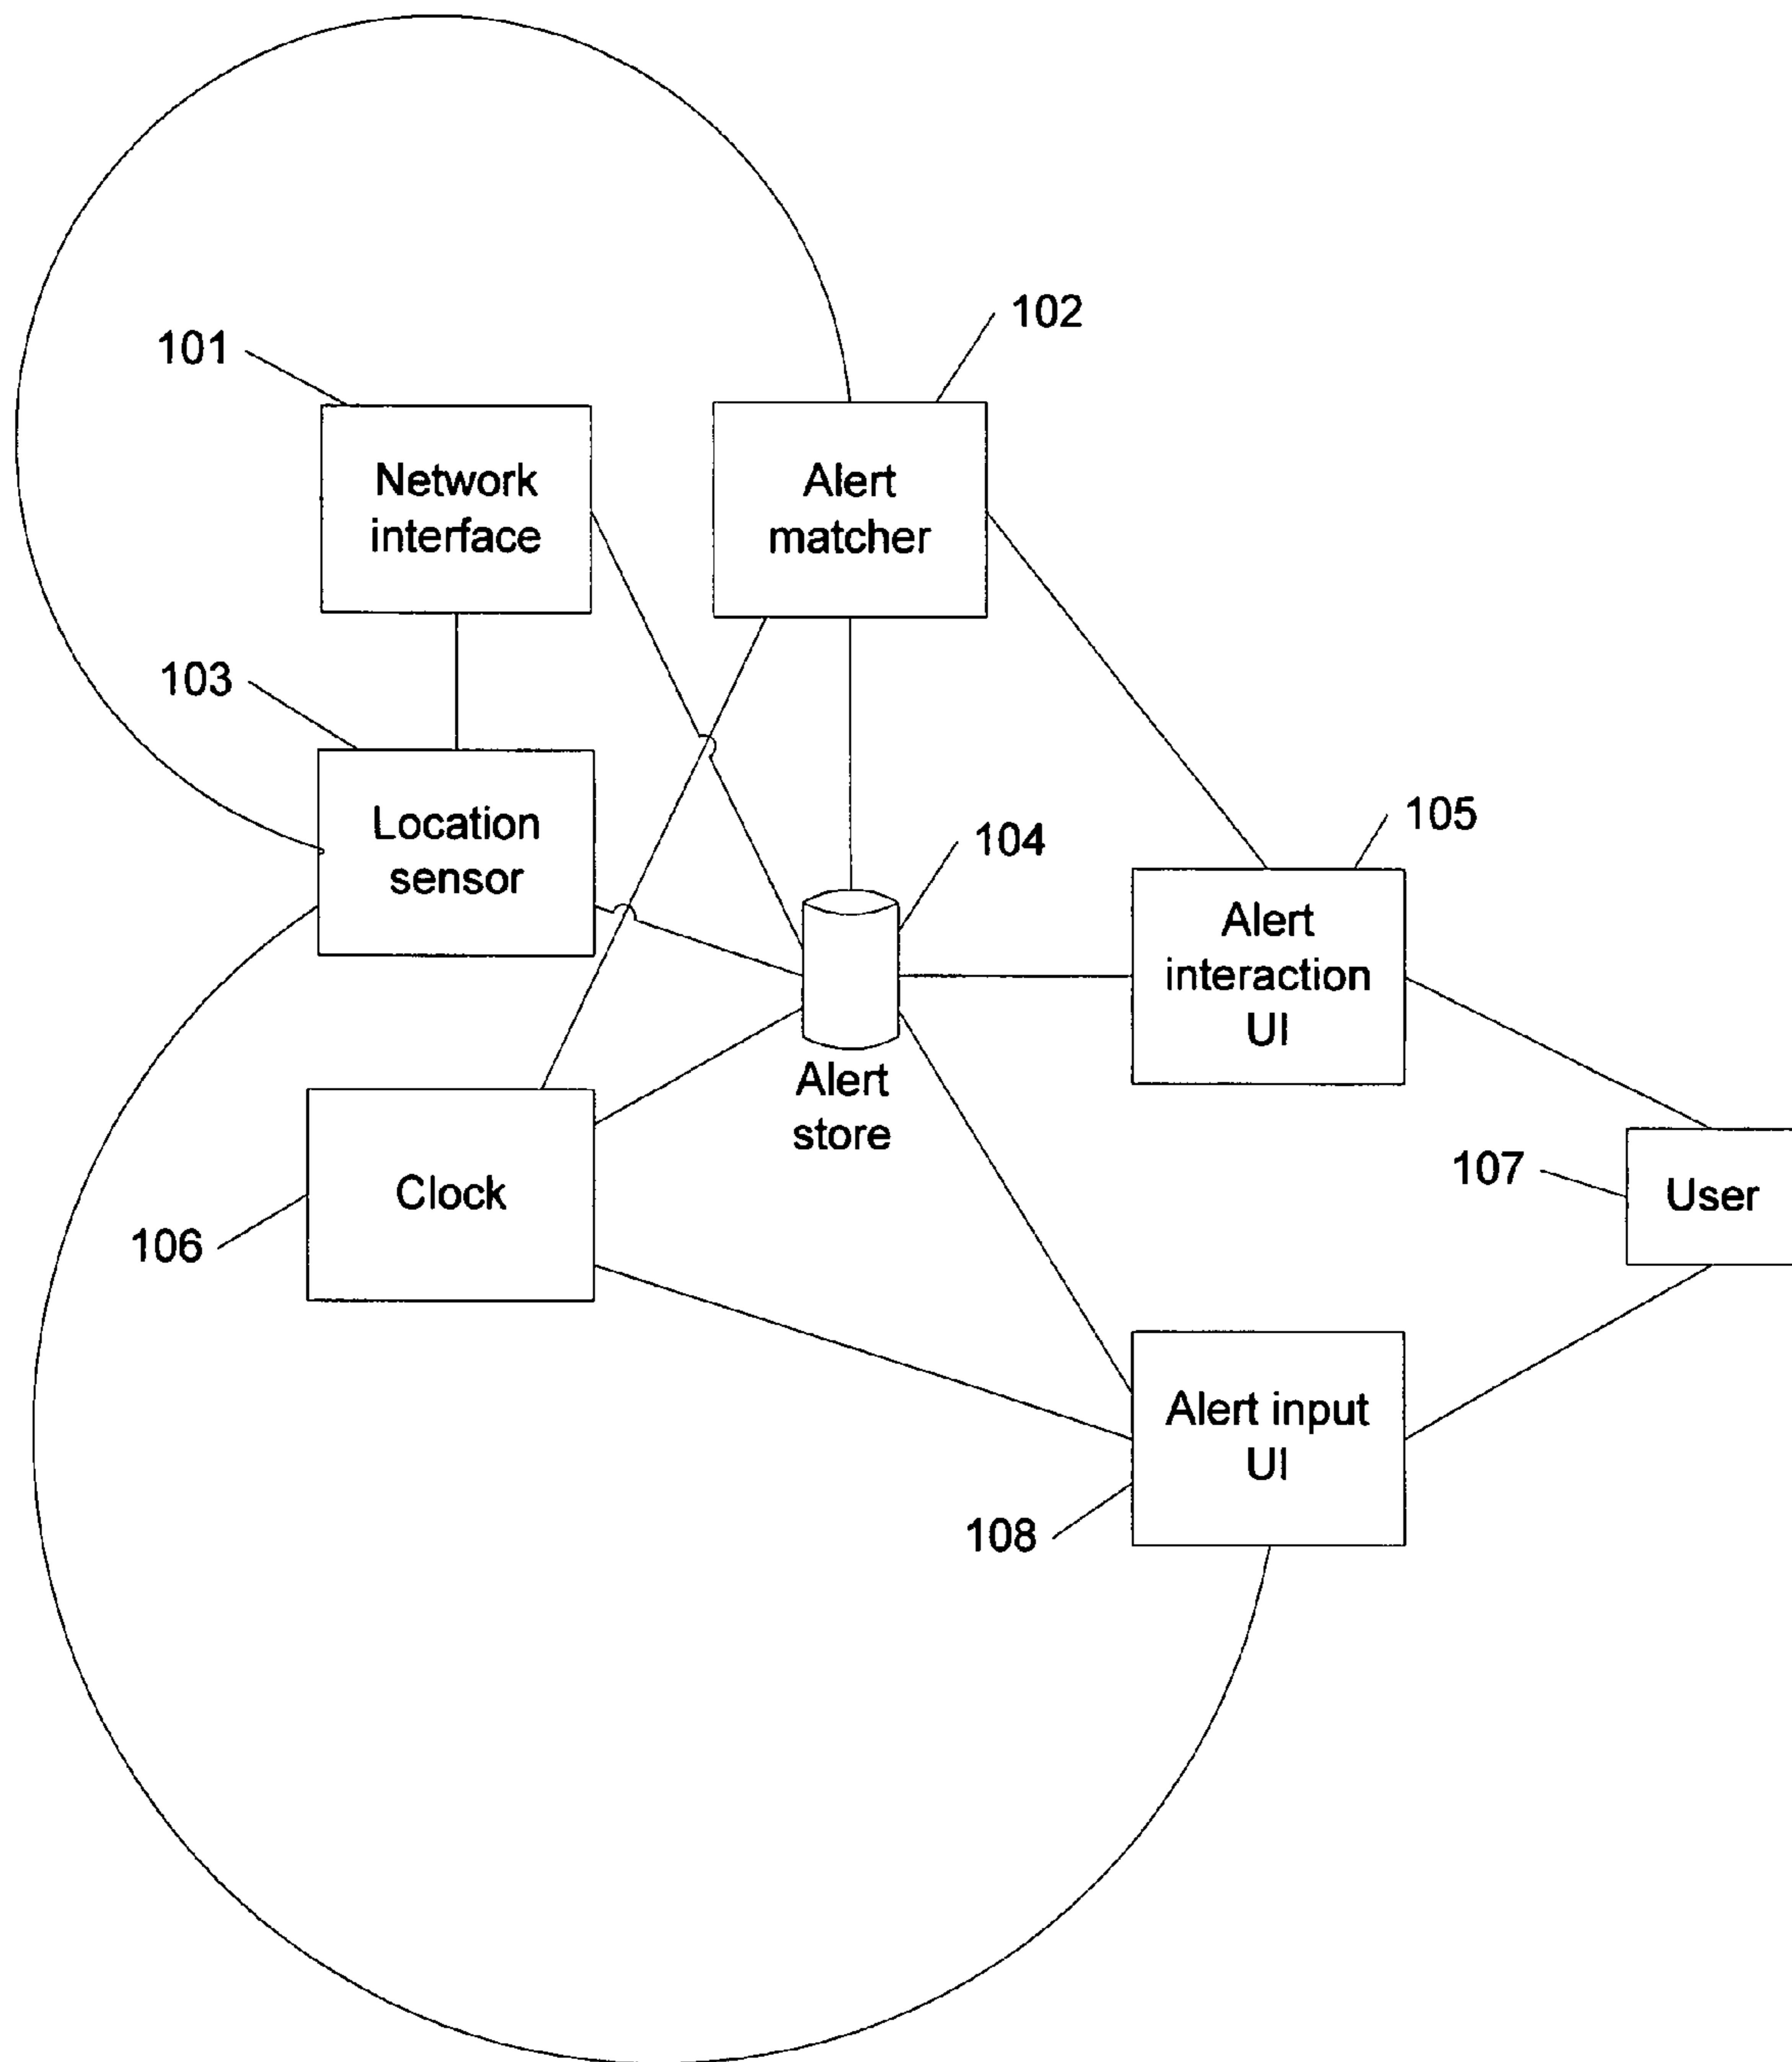 102
101
Network
interface
Alert
matcher
103
Location
sensor
104
105
Alert
interaction
UI
Alert
store
Clock
106
107
User
Alert input
UI
108